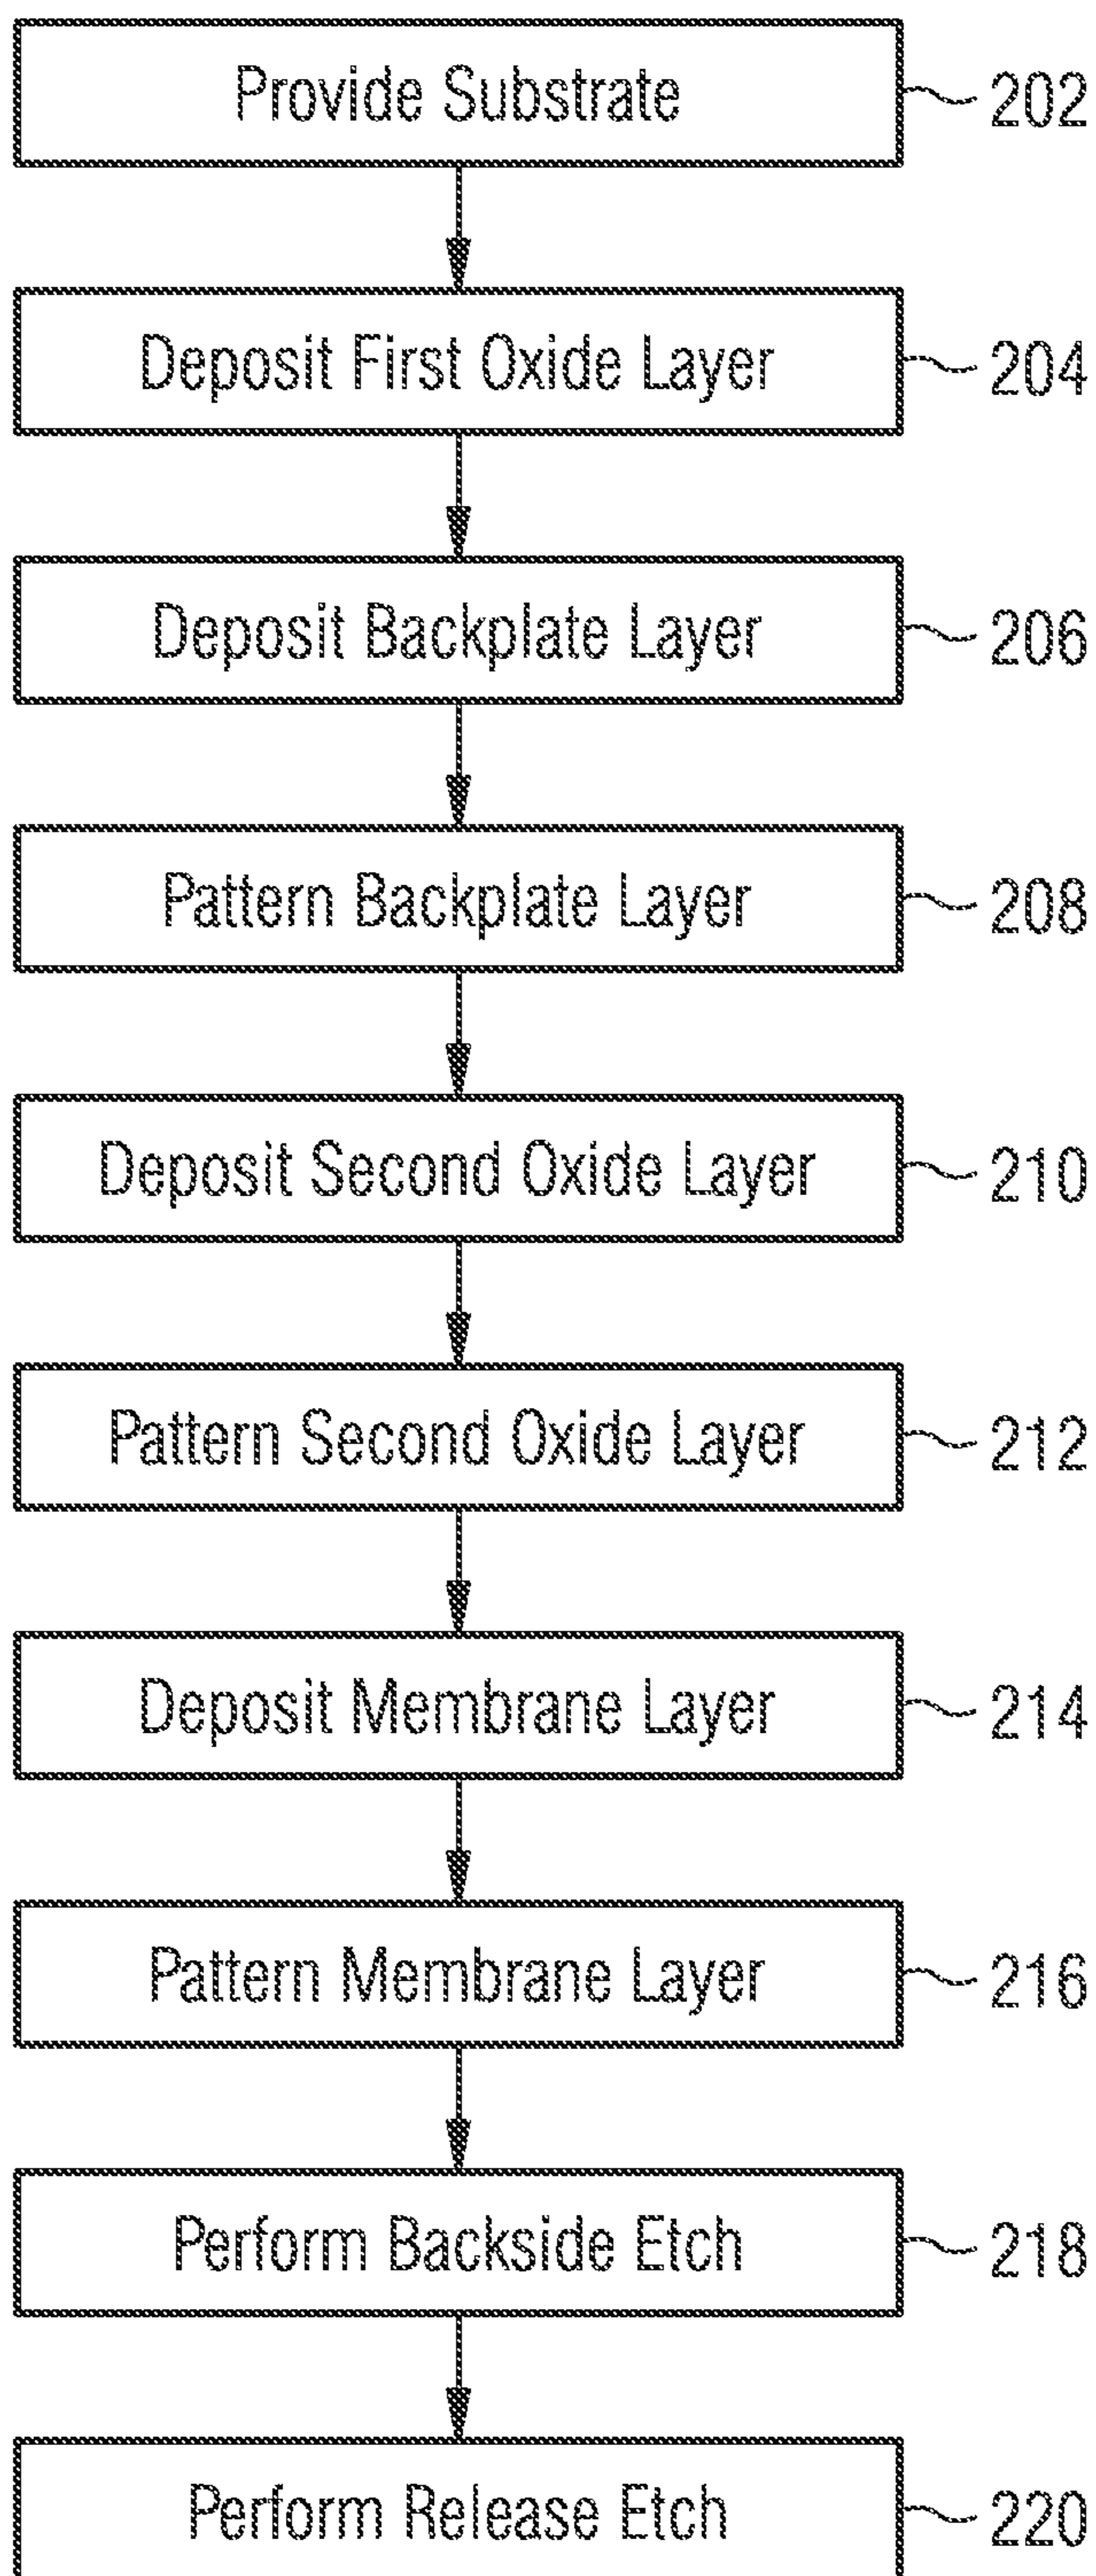 Provide Substrate 202
Deposit First Oxide Layer 204
Deposit Backplate Layer 206
Pattern Backplate Layer 208
Deposit Second Oxide Layer 210
Pattern Second Oxide Layer 212
Deposit Membrane Layer 214
Pattern Membrane Layer 216
Perform Backside Etch 218
Perform Release Etch 220